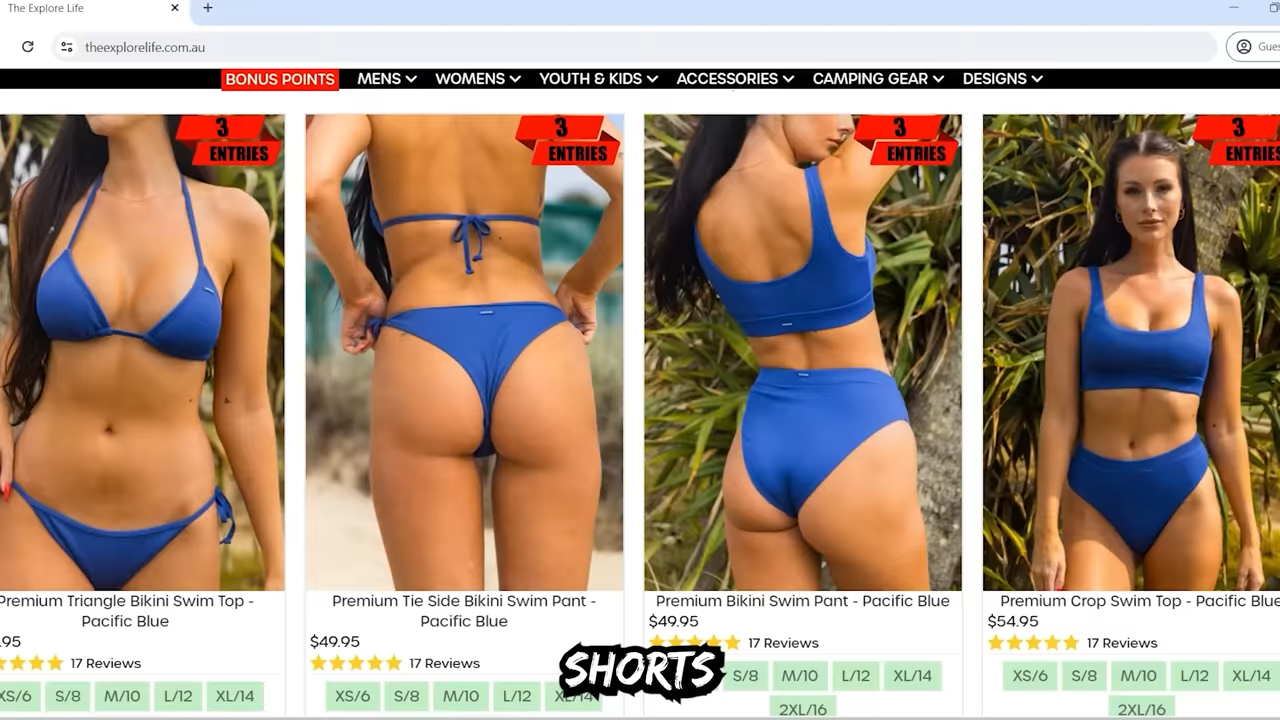 The Explore Life
theexplorelife.com.au
BONUS POINTS MENS WOMENS YOUTH & KIDS ACCESSORIES CAMPING GEAR DESIGNS
3
ENTRIES
3
ENTRIES
3
ENTRIES
3
ENTRIES
Premium Triangle Bikini Swim Top -
Pacific Blue
.95
17 Reviews
XS/6 S/8 M/10 L/12 XL/14
Premium Tie Side Bikini Swim Pant -
Pacific Blue
$49.95
17 Reviews
XS/6 S/8 M/10 L/12 XL/14
Premium Bikini Swim Pant - Pacific Blue
$49.95
17 Reviews
S/8 M/10 L/12 XL/14
2XL/16
Premium Crop Swim Top - Pacific Blue
$54.95
17 Reviews
XS/6 S/8 M/10 L/12 XL/14
2XL/16
SHORTS